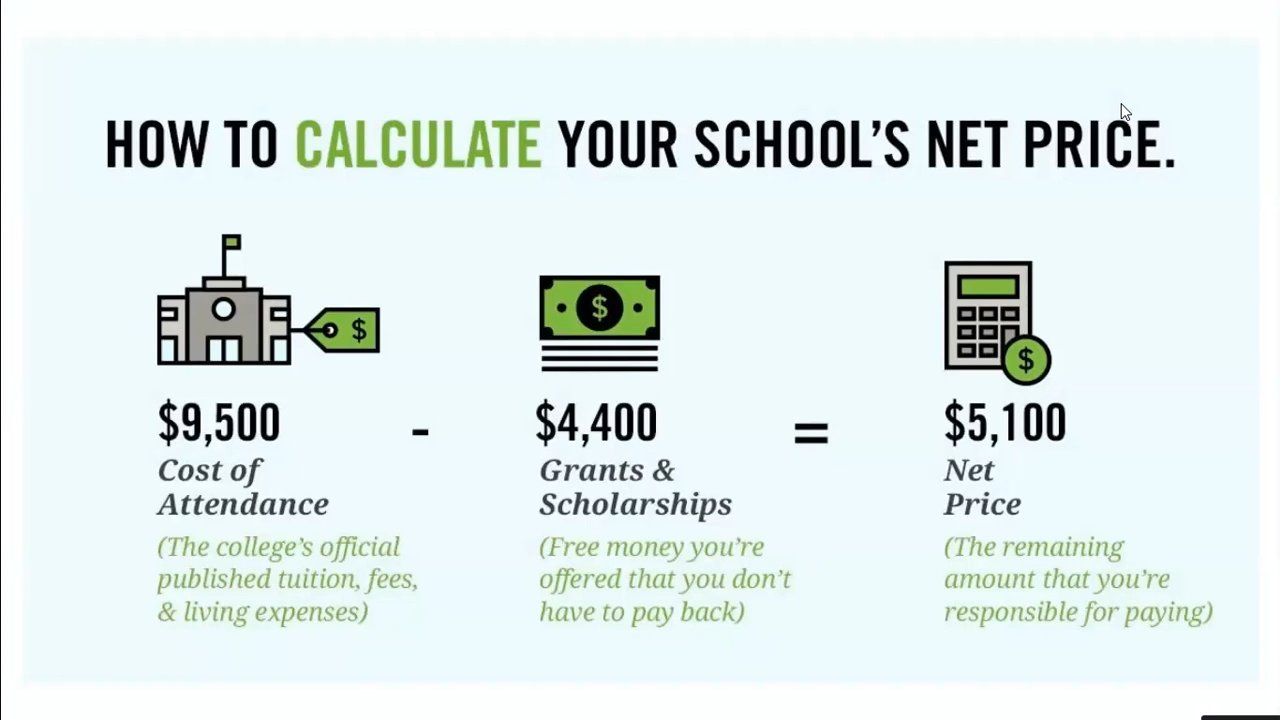 HOW TO CALCULATE YOUR SCHOOL'S NET PRICE.
$
$
$
$9,500 - $4,400 = $5,100
Cost of
Attendance
(The college's official
published tuition, fees,
& living expenses)
Grants &
Scholarships
(Free money you're
offered that you don't
have to pay back)
Net
Price
(The remaining
amount that you're
responsible for paying)